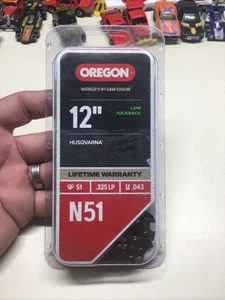 OREGON
WORLD'S #1 SAW CHAIN
12"
LOW
KICKBACK
HUSQVARNA
LIFETIME WARRANTY
51 .325 LP .043
N51